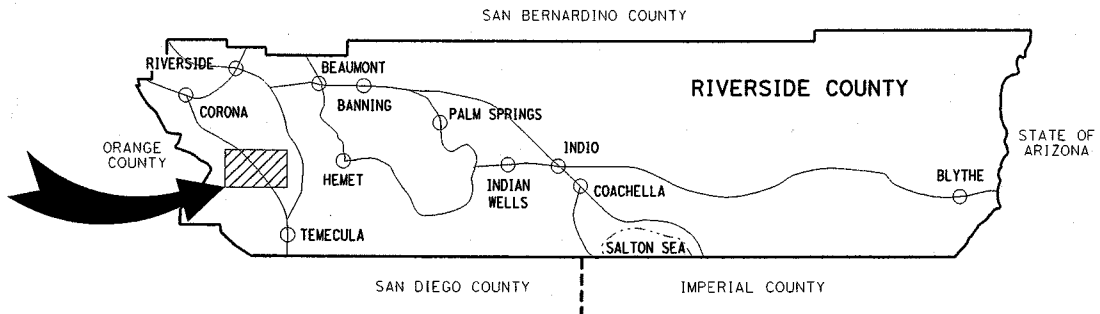 SAN BERNARDINO COUNTY
RIVERSIDE
BEAUMONT
RIVERSIDE COUNTY
CORONA
BANNING
PALM SPRINGS
ORANGE
COUNTY
STATE OF
ARIZONA
HEMET
INDIO
INDIAN
WELLS
COACHELLA
BLYTHE
TEMECULA
SALTON SEA
SAN DIEGO COUNTY
IMPERIAL COUNTY